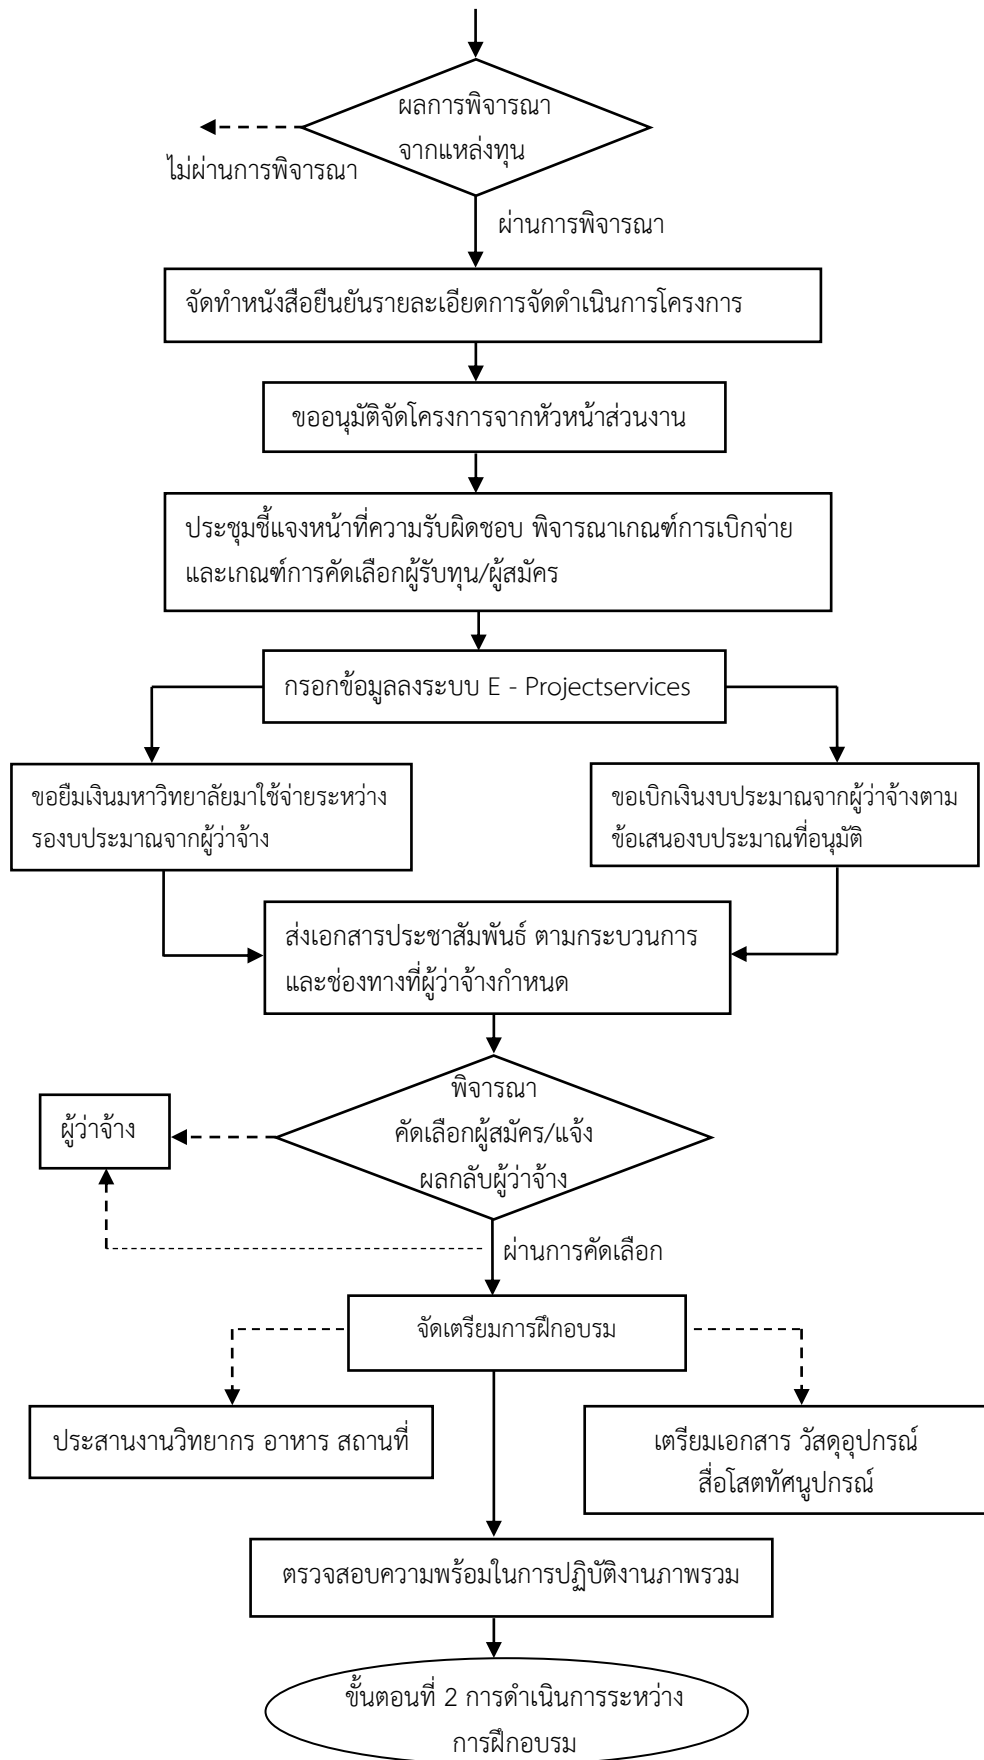 ผลการพิจารณา
จากแหล่งทุน
ไม่ผ่านการพิจารณา
ผ่านการพิจารณา
จัดทำหนังสือยืนยันรายละเอียดการจัดดำเนินการโครงการ
ขออนุมัติจัดโครงการจากหัวหน้าส่วนงาน
ประชุมชี้แจงหน้าที่ความรับผิดชอบ พิจารณาเกณฑ์การเบิกจ่าย
และเกณฑ์การคัดเลือกผู้รับทุน/ผู้สมัคร
กรอกข้อมูลลงระบบ E - Projectservices
ขอยืมเงินมหาวิทยาลัยมาใช้จ่ายระหว่าง
รองบประมาณจากผู้ว่าจ้าง
ขอเบิกเงินงบประมาณจากผู้ว่าจ้างตาม
ข้อเสนองบประมาณที่อนุมัติ
ส่งเอกสารประชาสัมพันธ์ ตามกระบวนการ
และช่องทางที่ผู้ว่าจ้างกำหนด
พิจารณา
คัดเลือกผู้สมัคร/แจ้ง
ผลกลับผู้ว่าจ้าง
ผู้ว่าจ้าง
ผ่านการคัดเลือก
จัดเตรียมการฝึกอบรม
ประสานงานวิทยากร อาหาร สถานที่
เตรียมเอกสาร วัสดุอุปกรณ์
สื่อโสตทัศนูปกรณ์
ตรวจสอบความพร้อมในการปฏิบัติงานภาพรวม
ขั้นตอนที่ 2 การดำเนินการระหว่าง
การฝึกอบรม